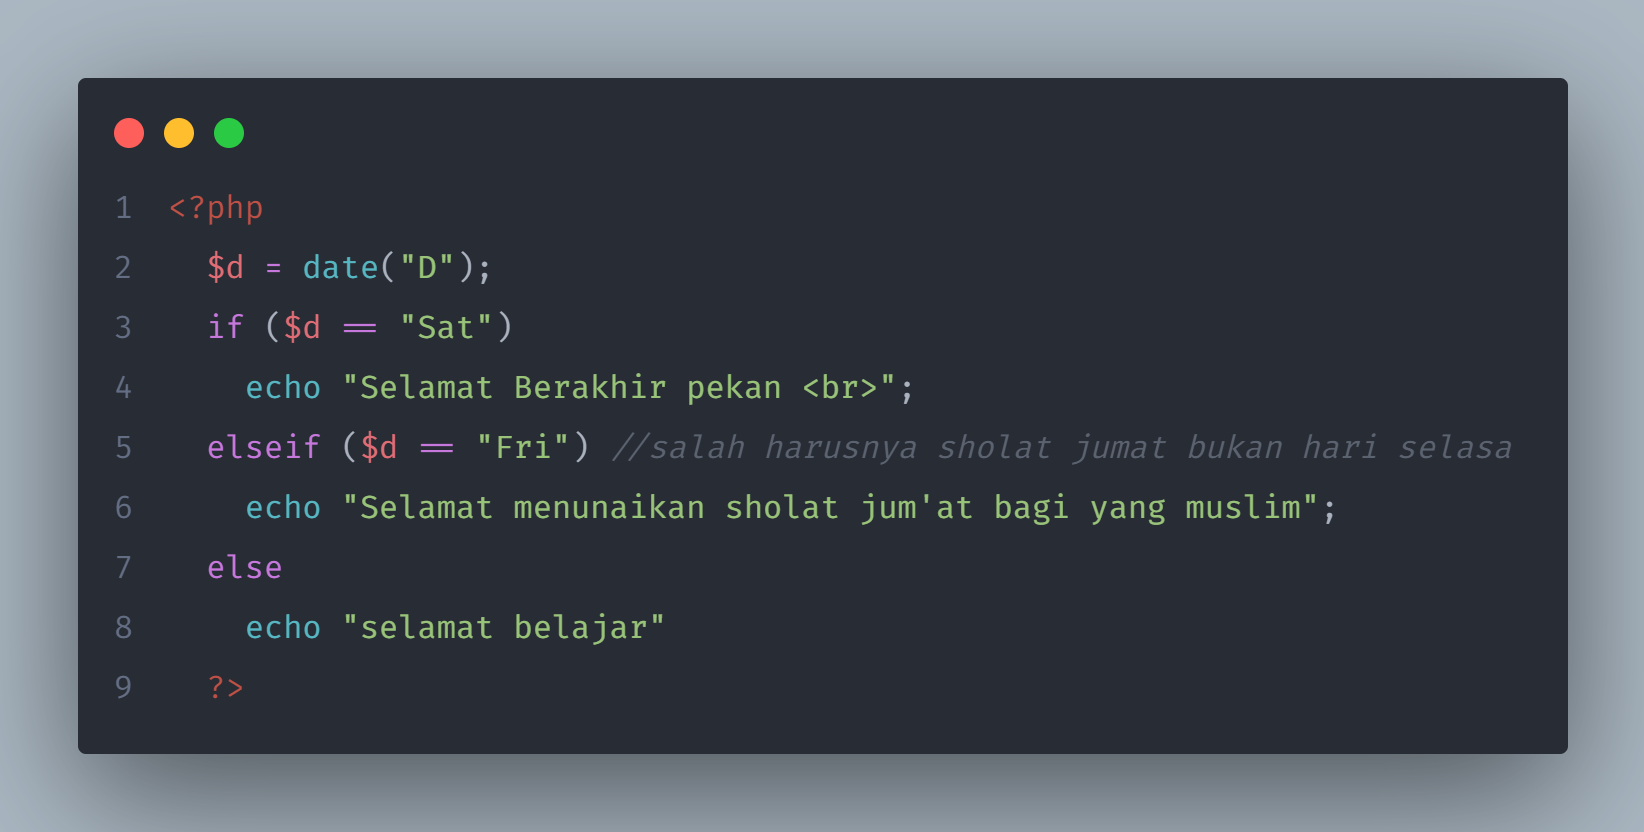 1 <?php
2   $d = date("D");
3   if ($d == "Sat")
4     echo "Selamat Berakhir pekan <br>";
5   elseif ($d == "Fri") //salah harusnya sholat jumat bukan hari selasa
6     echo "Selamat menunaikan sholat jum'at bagi yang muslim";
7   else
8     echo "selamat belajar"
9   ?>